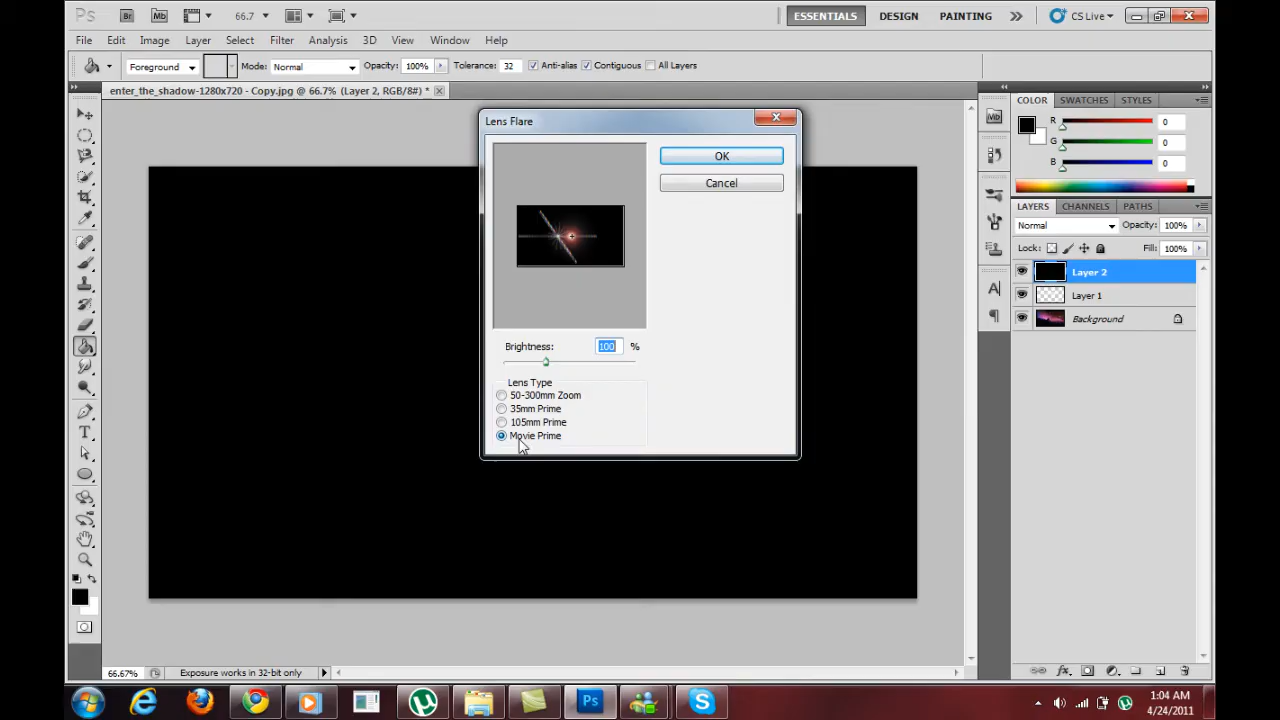 Ps Br Mb 66.7 ESSENTIALS DESIGN PAINTING CS Live
File Edit Image Layer Select Filter Analysis 3D View Window Help
Foreground Mode: Normal Opacity: 100% Tolerance: 32 Anti-alias Contiguous All Layers
enter_the_shadow-1280x720 - Copy.jpg @ 66.7% (Layer 2, RGB/8#) *
Lens Flare
OK
Cancel
Brightness: 100 %
Lens Type
50-300mm Zoom
35mm Prime
105mm Prime
Movie Prime
Mb
COLOR SWATCHES STYLES
R 0
G 0
B 0
LAYERS CHANNELS PATHS
Normal Opacity: 100%
Lock: Fill: 100%
Layer 2
Layer 1
Background
A
T
66.67% Exposure works in 32-bit only
Ps
1:04 AM
4/24/2011